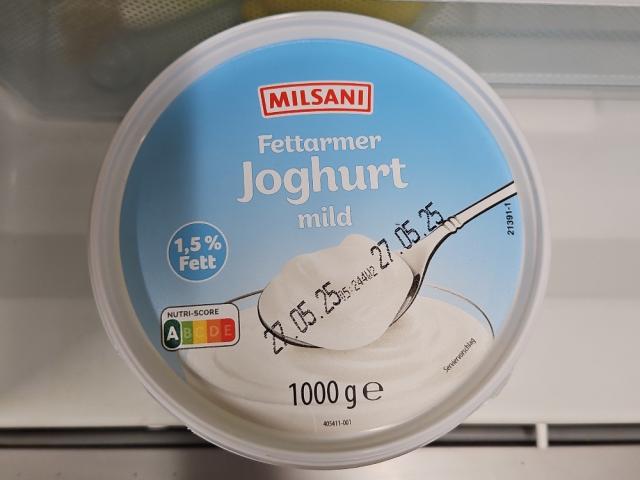 MILSANI
Fettarmer
Joghurt
mild
1,5 %
Fett
27.05.25
27.05.25
21391-1
NUTRI-SCORE
A B C D E
Serviervorschlag
1000 g e
405411-001